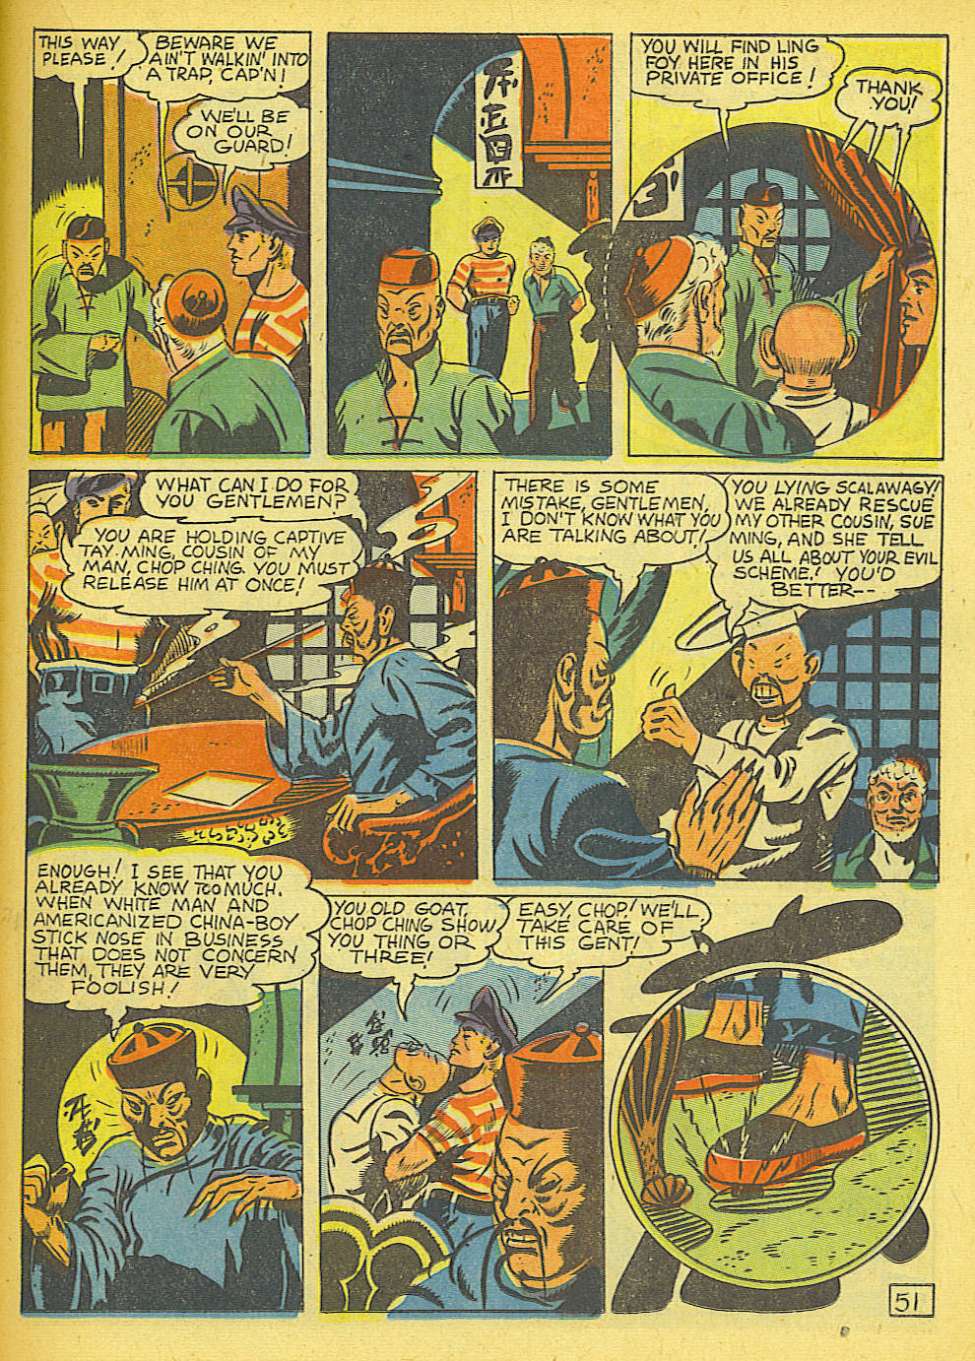 THIS WAY
PLEASE!
BEWARE WE
AIN'T WALKIN' INTO
A TRAP, CAP'N!
WE'LL BE
ON OUR
GUARD!
YOU WILL FIND LING
FOY HERE IN HIS
PRIVATE OFFICE!
THANK
YOU!
WHAT CAN I DO FOR
YOU GENTLEMEN?
YOU ARE HOLDING CAPTIVE
TAY-MING, COUSIN OF MY
MAN, CHOP CHING. YOU MUST
RELEASE HIM AT ONCE!
THERE IS SOME
MISTAKE, GENTLEMEN,
I DON'T KNOW WHAT YOU
ARE TALKING ABOUT!
YOU LYING SCALAWAGY!
WE ALREADY RESCUE
MY OTHER COUSIN, SUE
MING, AND SHE TELL
US ALL ABOUT YOUR EVIL
SCHEME! YOU'D
BETTER--
ENOUGH! I SEE THAT YOU
ALREADY KNOW TOO MUCH.
WHEN WHITE MAN AND
AMERICANIZED CHINA-BOY
STICK NOSE IN BUSINESS
THAT DOES NOT CONCERN
THEM, THEY ARE VERY
FOOLISH!
YOU OLD GOAT,
CHOP CHING SHOW
YOU THING OR
THREE!
EASY, CHOP! WE'LL
TAKE CARE OF
THIS GENT!
51